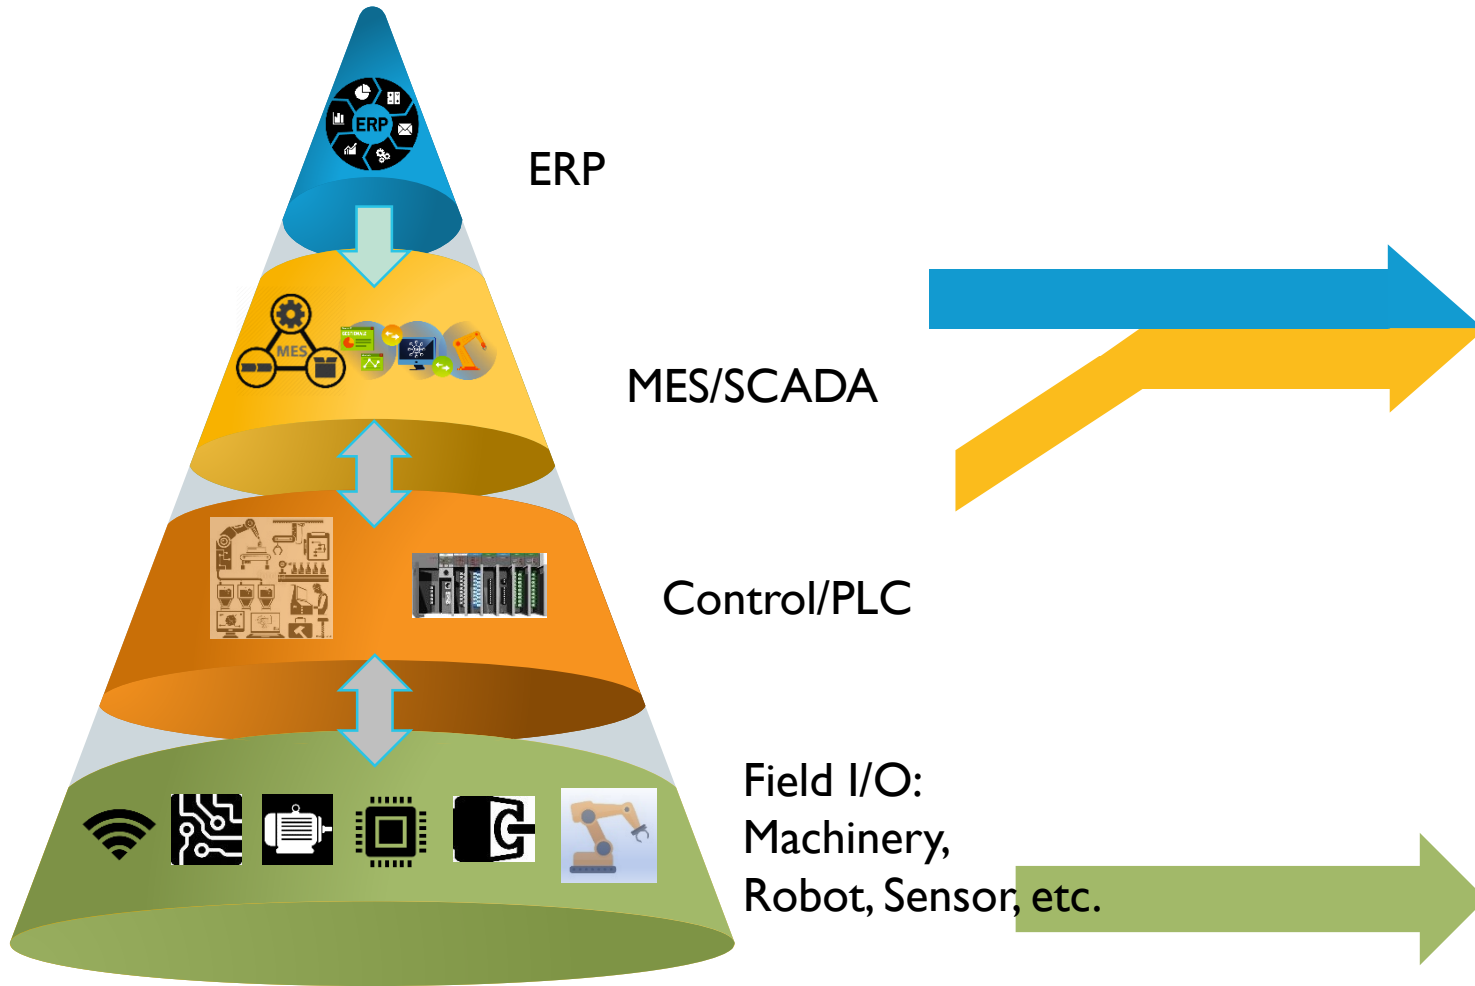 ERP
ERP
MES
MES/SCADA
Control/PLC
Field I/O:
Machinery,
Robot, Sensor, etc.